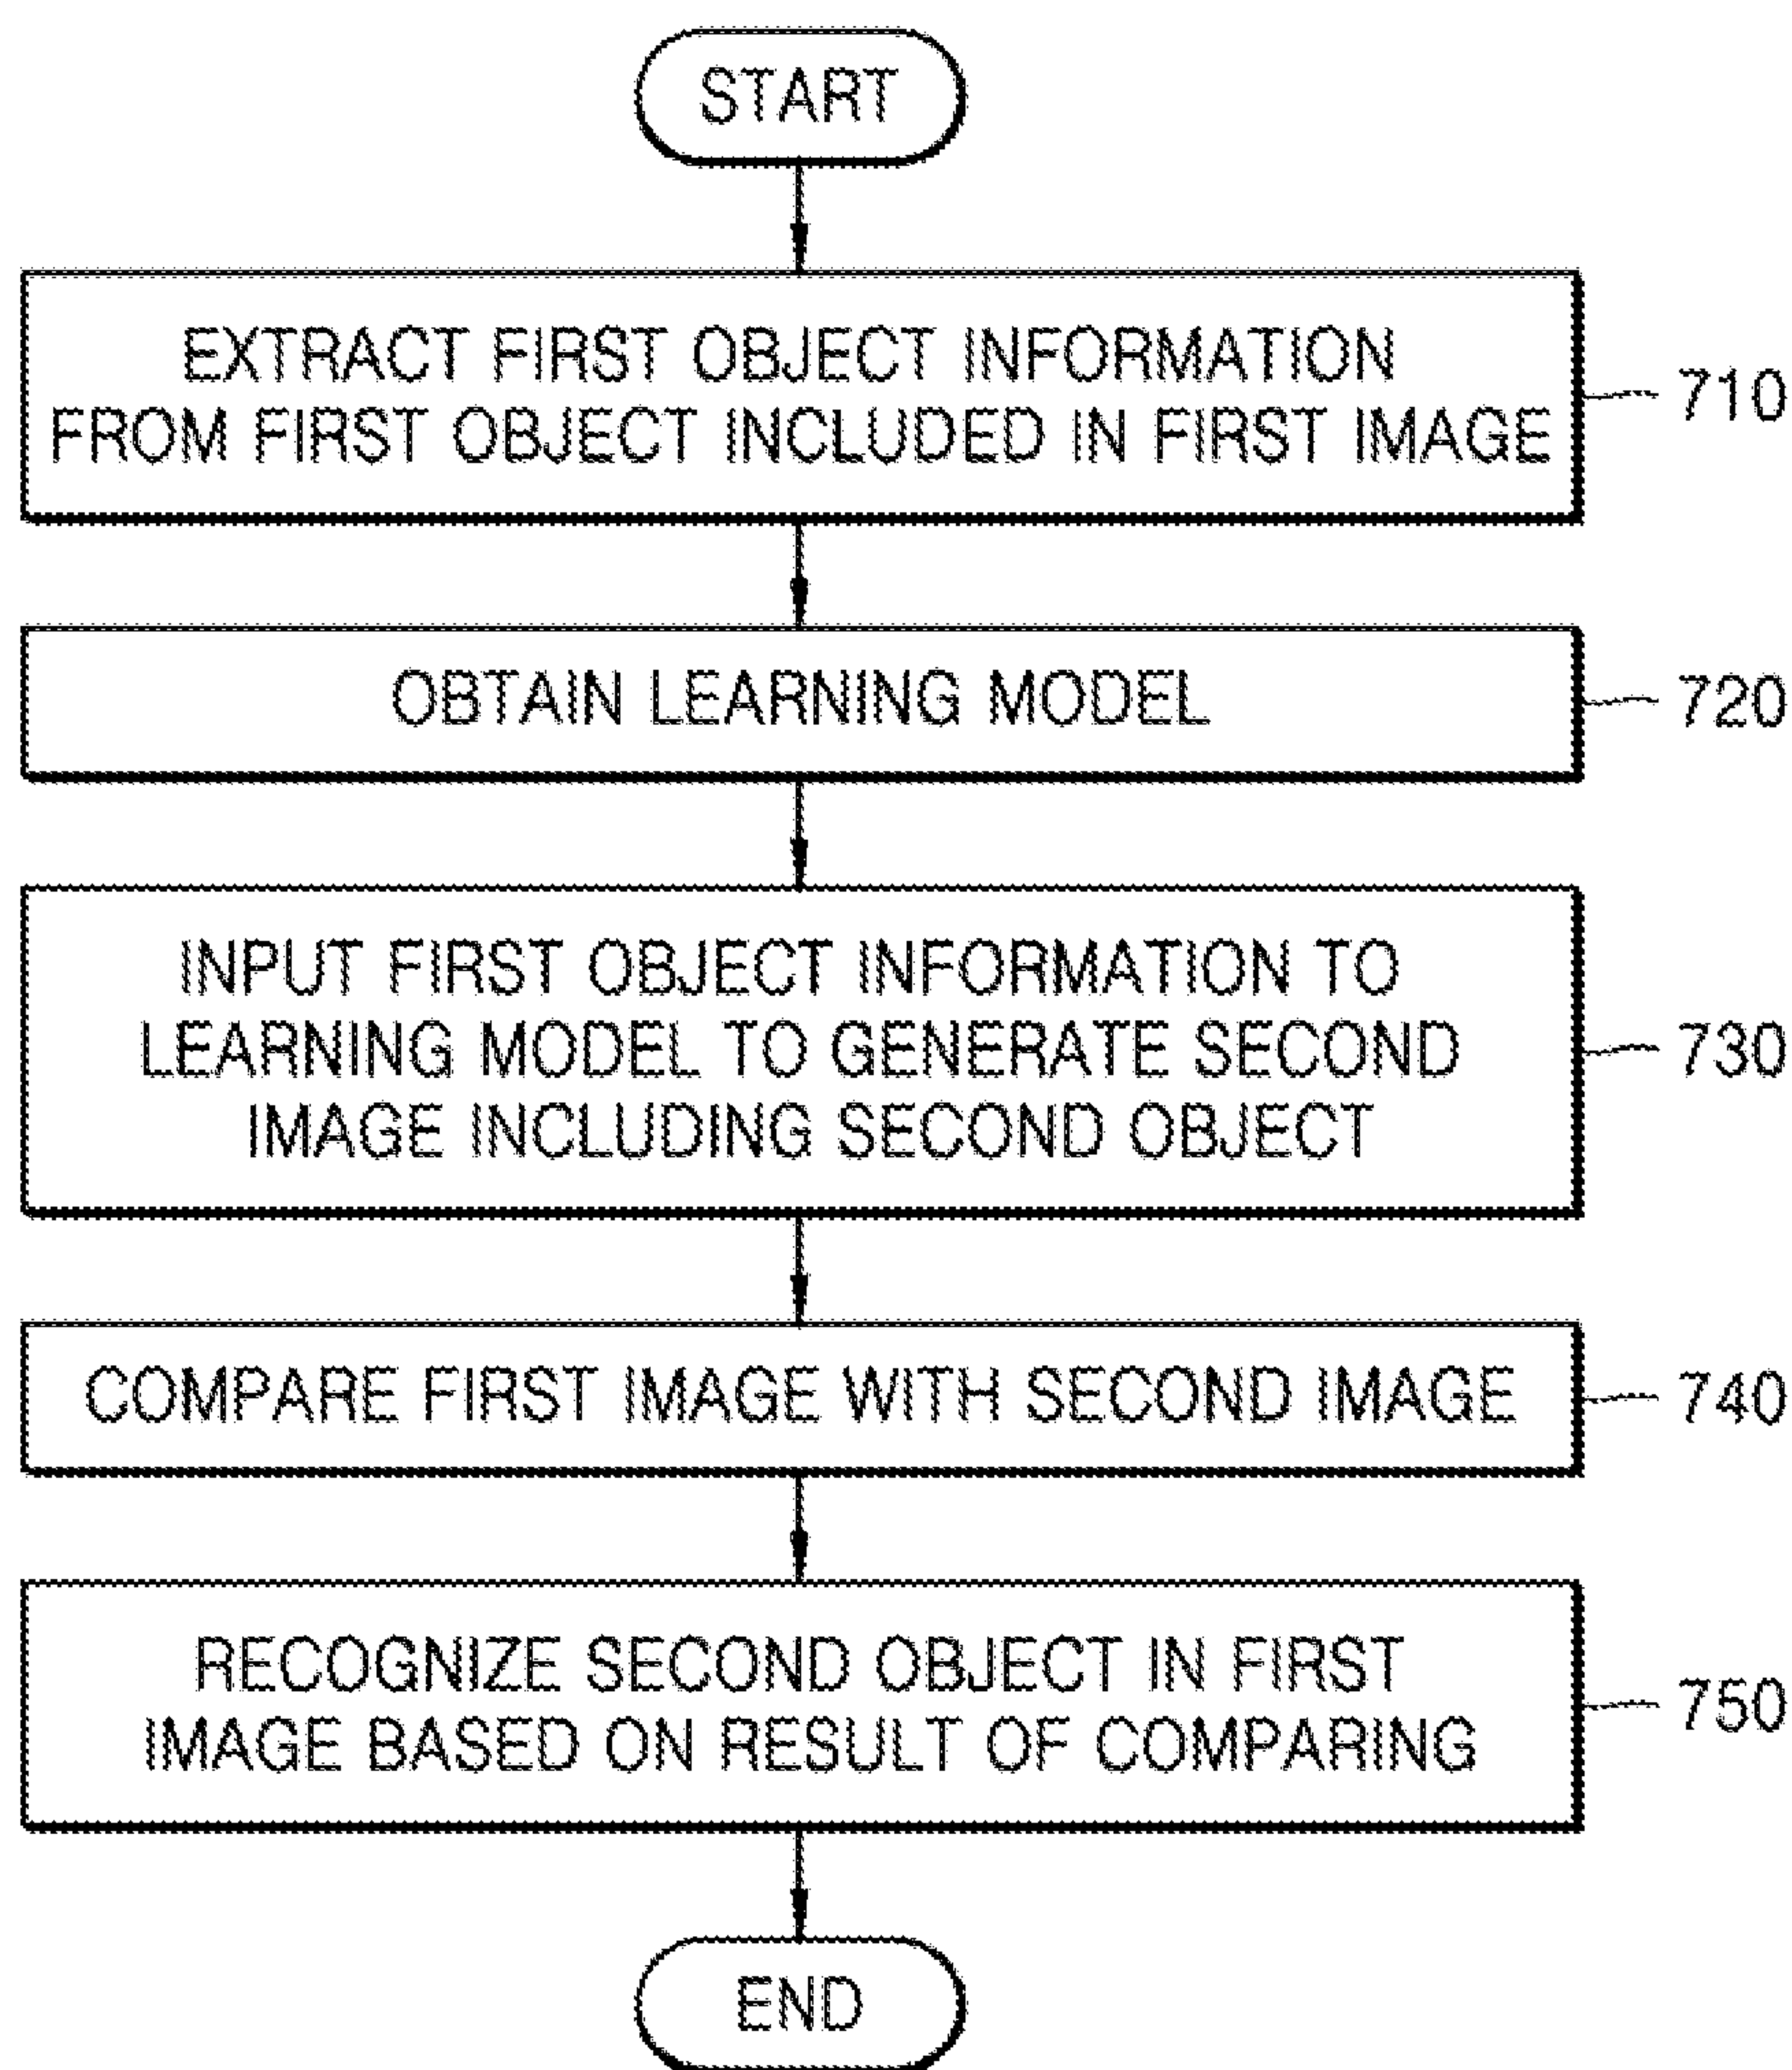 START
EXTRACT FIRST OBJECT INFORMATION
FROM FIRST OBJECT INCLUDED IN FIRST IMAGE
710
OBTAIN LEARNING MODEL
720
INPUT FIRST OBJECT INFORMATION TO
LEARNING MODEL TO GENERATE SECOND
IMAGE INCLUDING SECOND OBJECT
730
COMPARE FIRST IMAGE WITH SECOND IMAGE
740
RECOGNIZE SECOND OBJECT IN FIRST
IMAGE BASED ON RESULT OF COMPARING
750
END